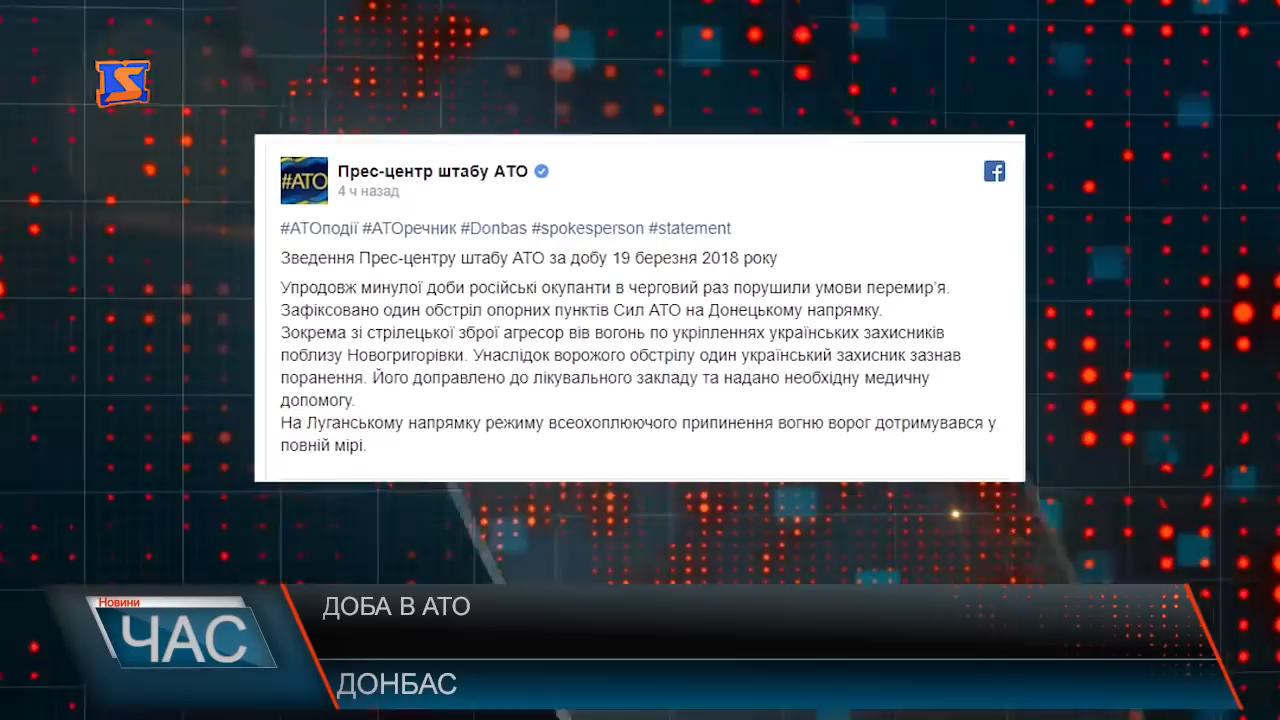 #АТО
Прес-центр штабу АТО
4 ч назад
#АТОподії #АТОречник #Donbas #spokesperson #statement
Зведення Прес-центру штабу АТО за добу 19 березня 2018 року
Упродовж минулої доби російські окупанти в черговий раз порушили умови перемир’я.
Зафіксовано один обстріл опорних пунктів Сил АТО на Донецькому напрямку.
Зокрема зі стрілецької зброї агресор вів вогонь по укріпленнях українських захисників
поблизу Новогригорівки. Унаслідок ворожого обстрілу один український захисник зазнав
поранення. Його доправлено до лікувального закладу та надано необхідну медичну
допомогу.
На Луганському напрямку режиму всеохоплюючого припинення вогню ворог дотримувався у
повній мірі.
Новини
ЧАС
ДОБА В АТО
ДОНБАС